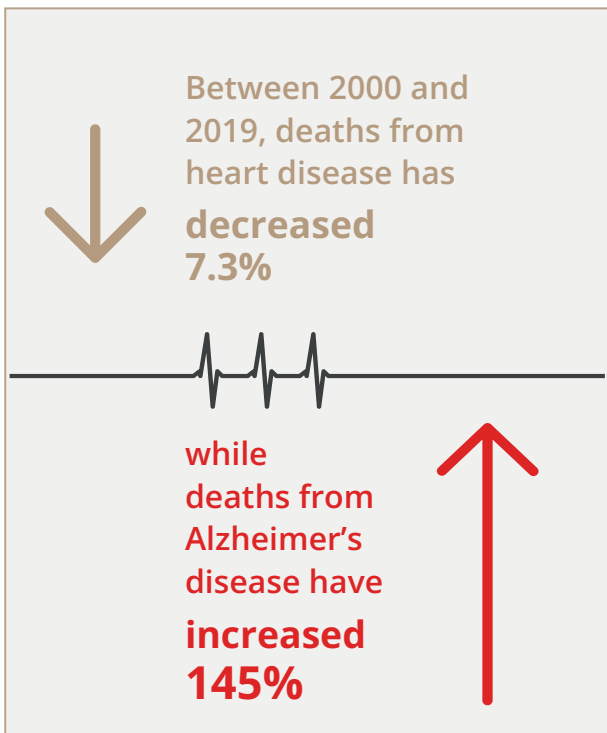 Between 2000 and
2019, deaths from
heart disease has
decreased
7.3%
while
deaths from
Alzheimer’s
disease have
increased
145%